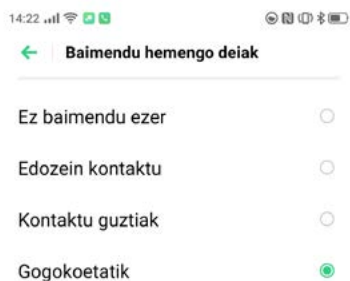 14:22
Baimendu hemengo deiak
Ez baimendu ezer
Edozein kontaktu
Kontaktu guztiak
Gogokoetatik